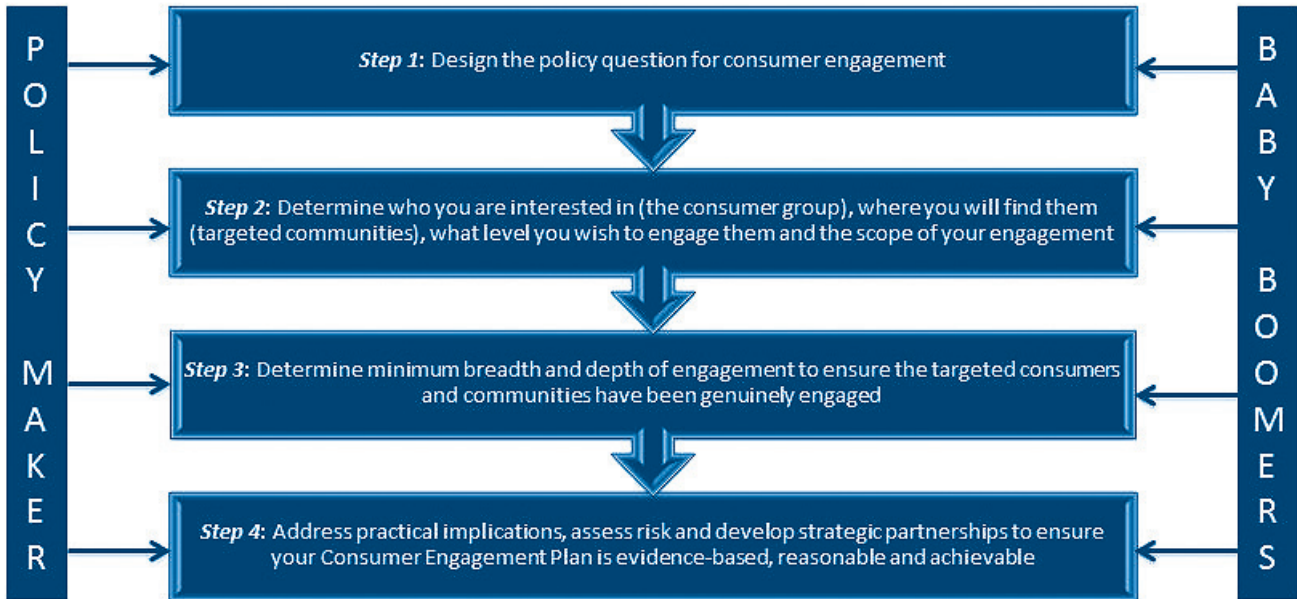 POLICY MAKER
Step 1: Design the policy question for consumer engagement
Step 2: Determine who you are interested in (the consumer group), where you will find them
(targeted communities), what level you wish to engage them and the scope of your engagement
Step 3: Determine minimum breadth and depth of engagement to ensure the targeted consumers
and communities have been genuinely engaged
Step 4: Address practical implications, assess risk and develop strategic partnerships to ensure
your Consumer Engagement Plan is evidence-based, reasonable and achievable
BABY BOOMERS